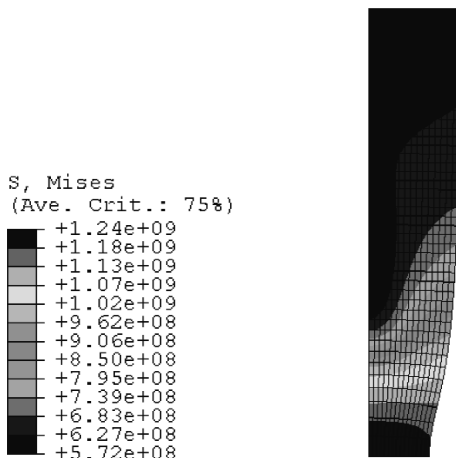 S, Mises
(Ave. Crit.: 75%)
+1.24e+09
+1.18e+09
+1.13e+09
+1.07e+09
+1.02e+09
+9.62e+08
+9.06e+08
+8.50e+08
+7.95e+08
+7.39e+08
+6.83e+08
+6.27e+08
+5.72e+08